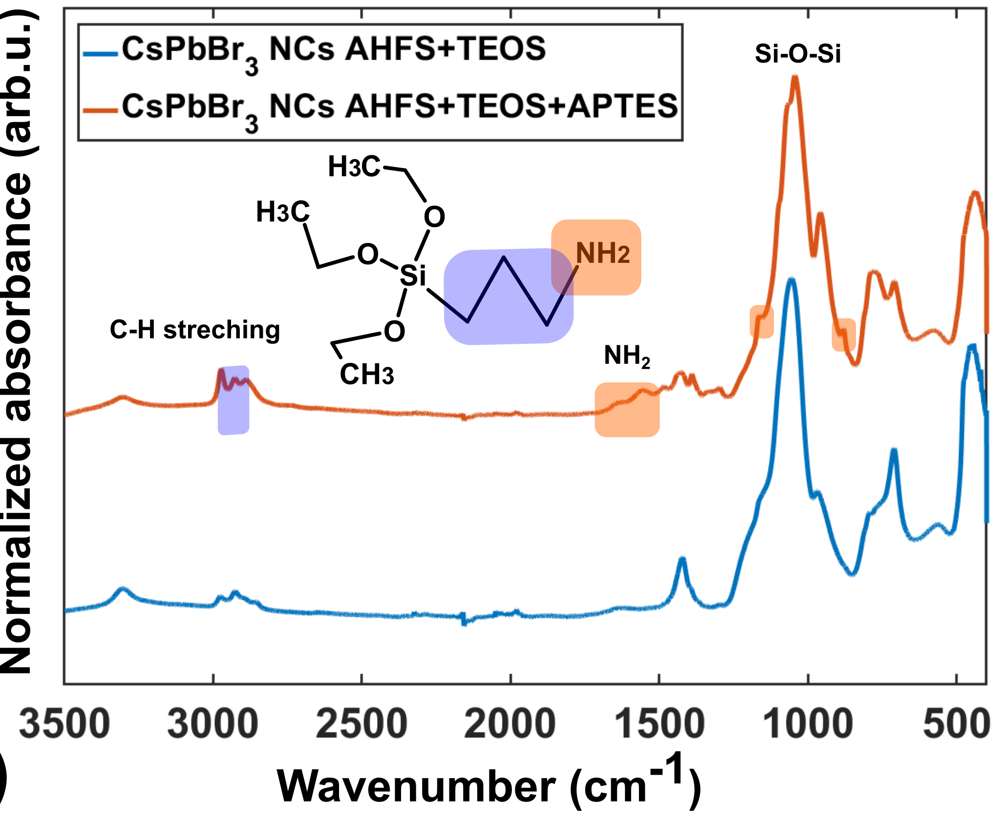 CsPbBr3 NCs AHFS+TEOS
CsPbBr3 NCs AHFS+TEOS+APTES
Si-O-Si
H3C
H3C
O
NH2
O
Si
C-H streching
O
NH2
CH3
Normalized absorbance (arb.u.)
3500 3000 2500 2000 1500 1000 500
Wavenumber (cm-1)
)